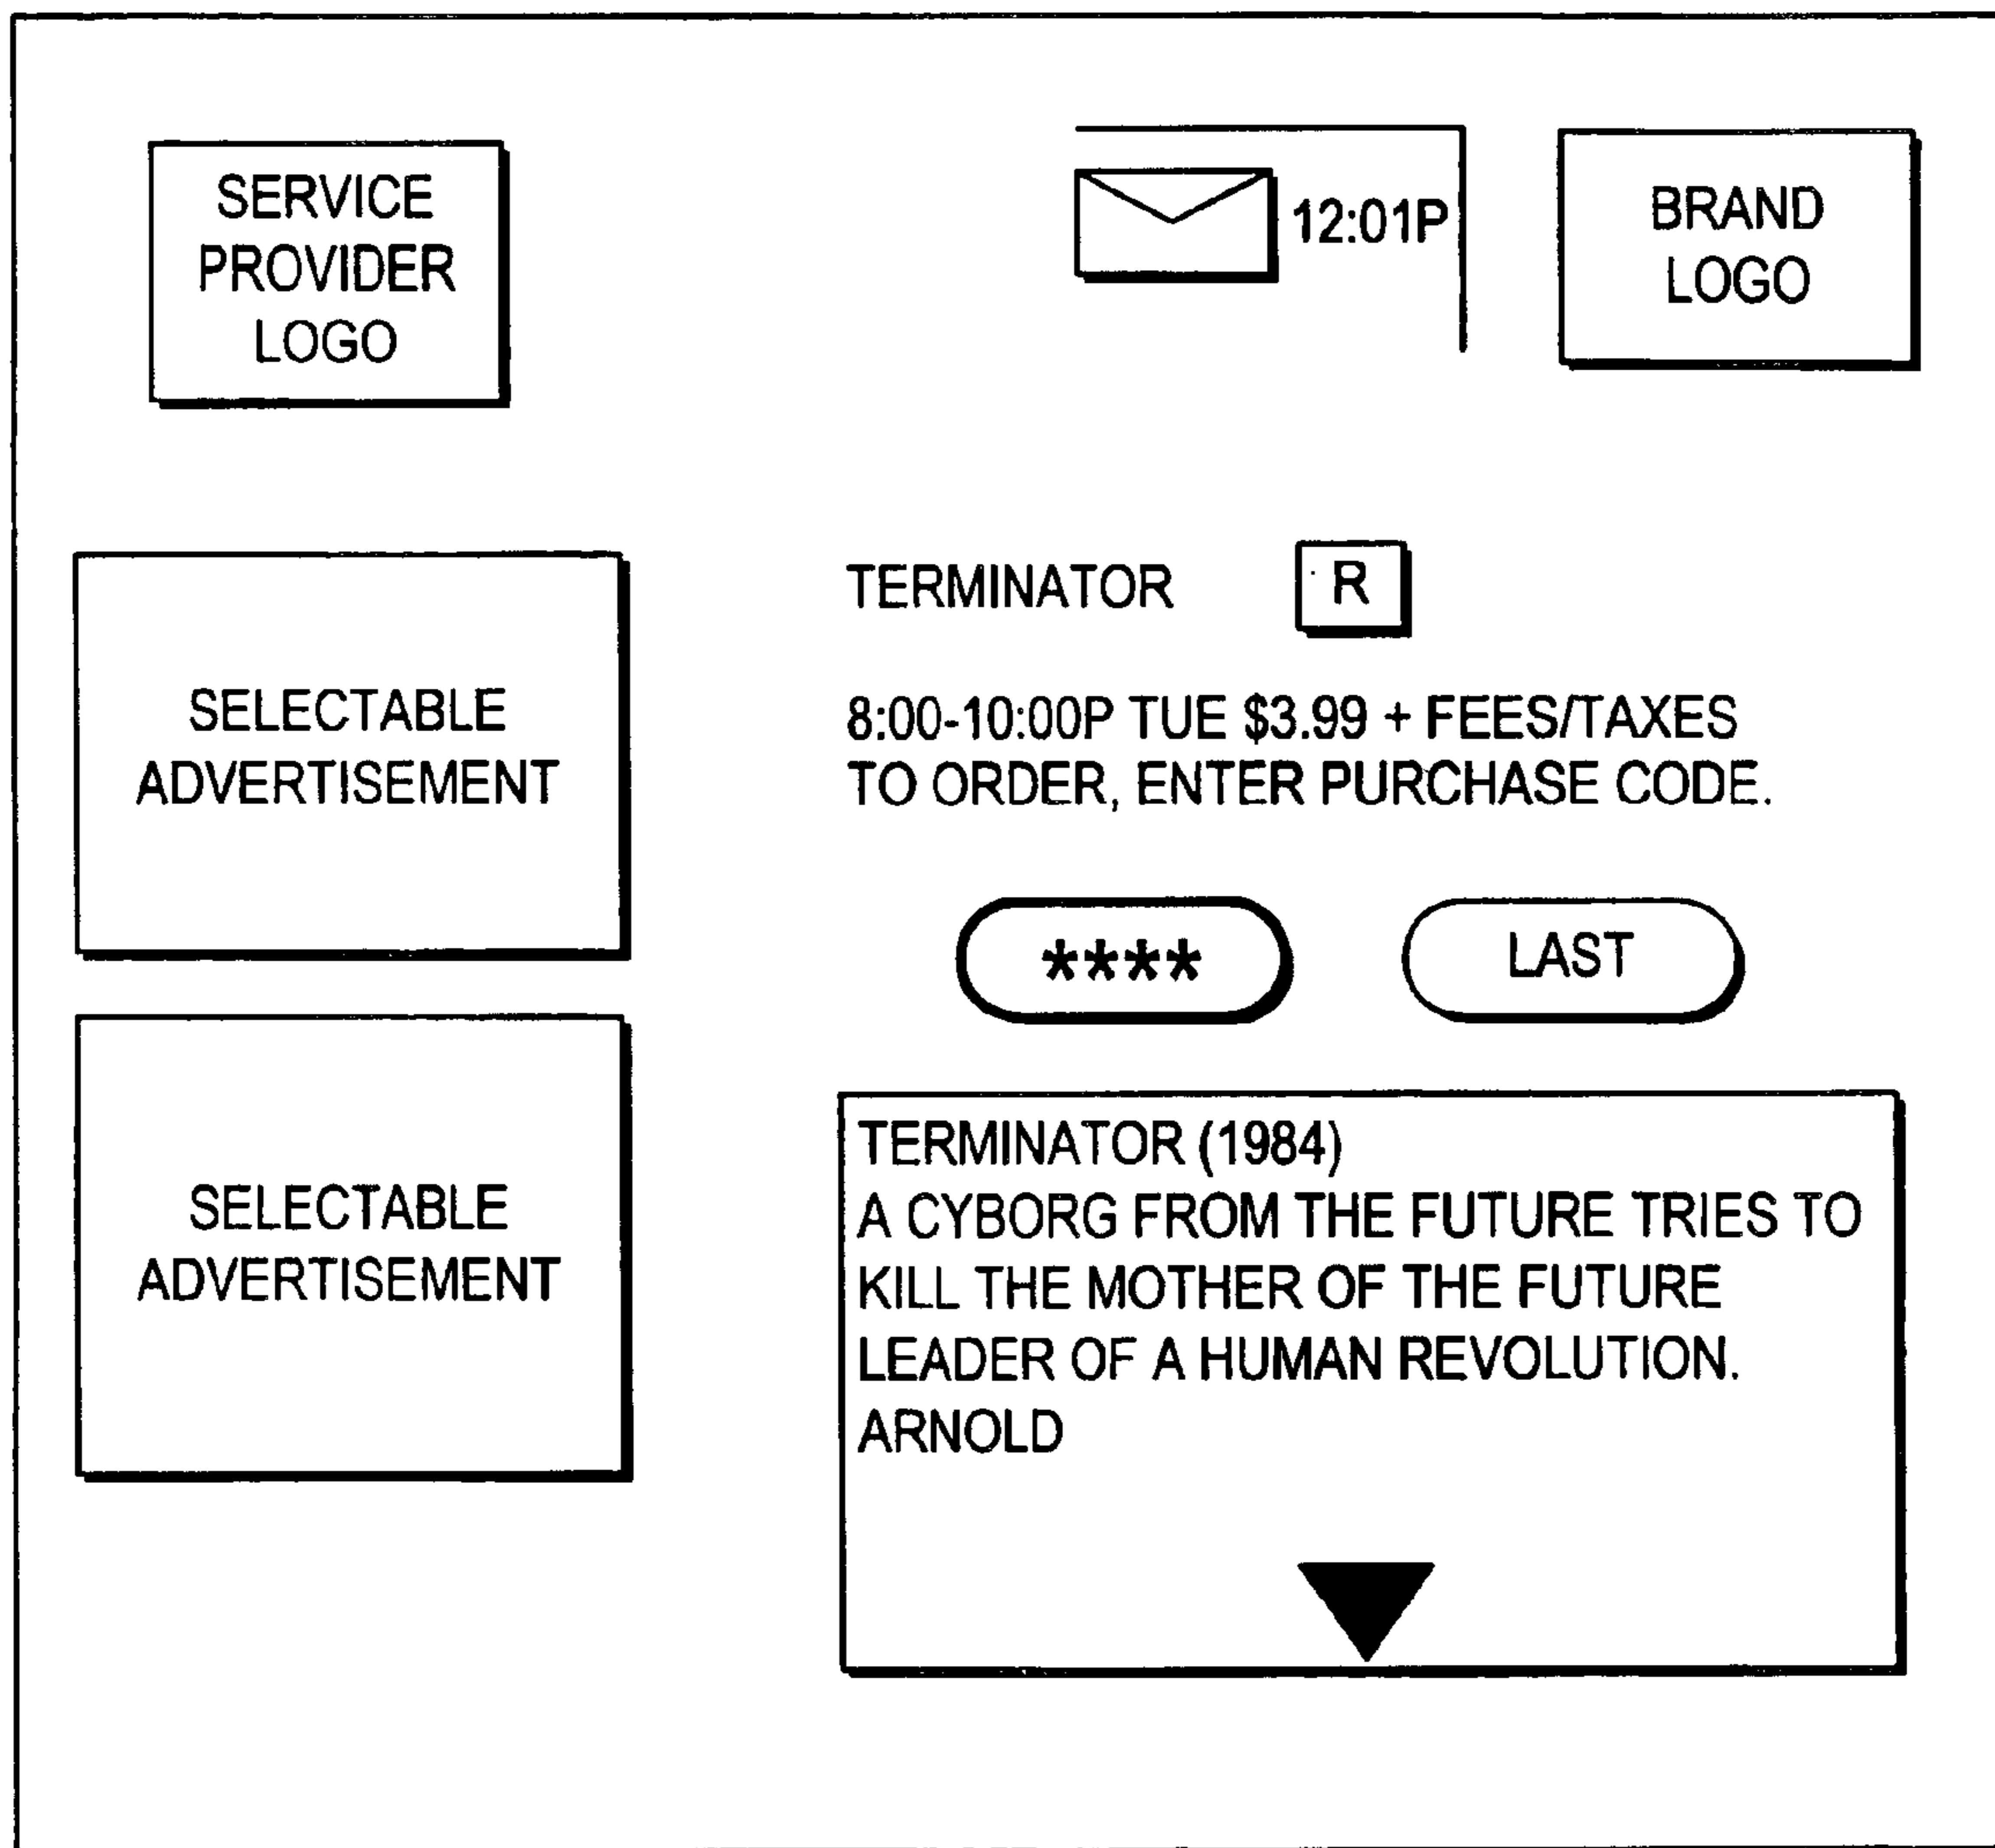 SERVICE
PROVIDER
LOGO
12:01P
BRAND
LOGO
SELECTABLE
ADVERTISEMENT
SELECTABLE
ADVERTISEMENT
TERMINATOR R
8:00-10:00P TUE $3.99 + FEES/TAXES
TO ORDER, ENTER PURCHASE CODE.
**** LAST
TERMINATOR (1984)
A CYBORG FROM THE FUTURE TRIES TO
KILL THE MOTHER OF THE FUTURE
LEADER OF A HUMAN REVOLUTION.
ARNOLD